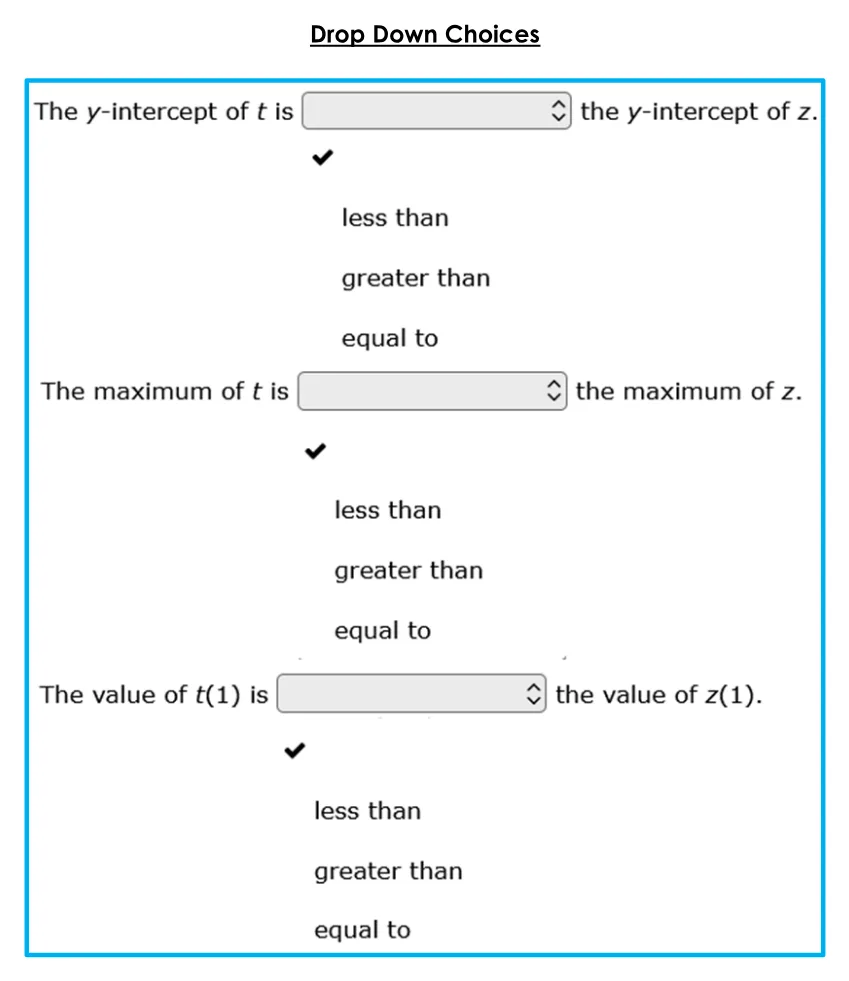 Drop Down Choices
The y-intercept of t is the y-intercept of z.
less than
greater than
equal to
The maximum of t is the maximum of z.
less than
greater than
equal to
The value of t(1) is the value of z(1).
less than
greater than
equal to